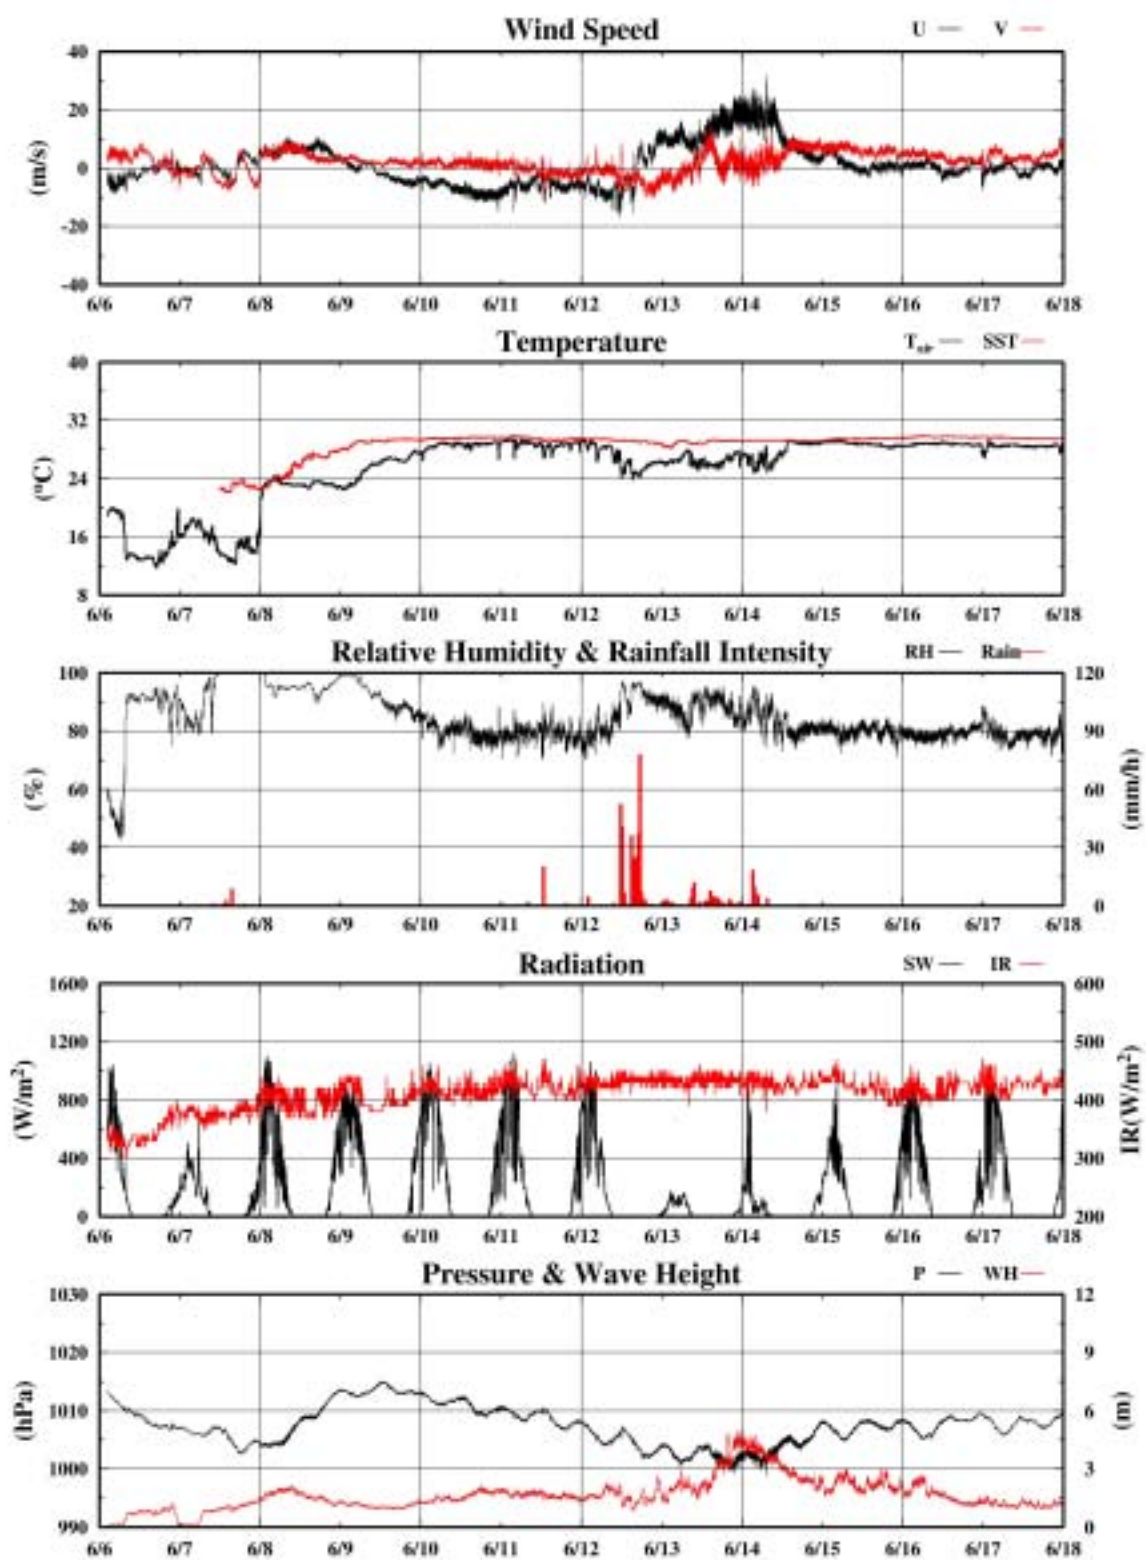 Wind Speed U V
40
20
0
-20
-40
(m/s)
6/6 6/7 6/8 6/9 6/10 6/11 6/12 6/13 6/14 6/15 6/16 6/17 6/18
Temperature Tair SST
40
32
24
16
8
(°C)
6/6 6/7 6/8 6/9 6/10 6/11 6/12 6/13 6/14 6/15 6/16 6/17 6/18
Relative Humidity & Rainfall Intensity RH Rain
100 120
80 90
60 60
40 30
20 0
(%) (mm/h)
6/6 6/7 6/8 6/9 6/10 6/11 6/12 6/13 6/14 6/15 6/16 6/17 6/18
Radiation SW IR
1600 600
1200 500
800 400
400 300
0 200
(W/m²) IR(W/m²)
6/6 6/7 6/8 6/9 6/10 6/11 6/12 6/13 6/14 6/15 6/16 6/17 6/18
Pressure & Wave Height P WH
1030 12
1020 9
1010 6
1000 3
990 0
(hPa) (m)
6/6 6/7 6/8 6/9 6/10 6/11 6/12 6/13 6/14 6/15 6/16 6/17 6/18